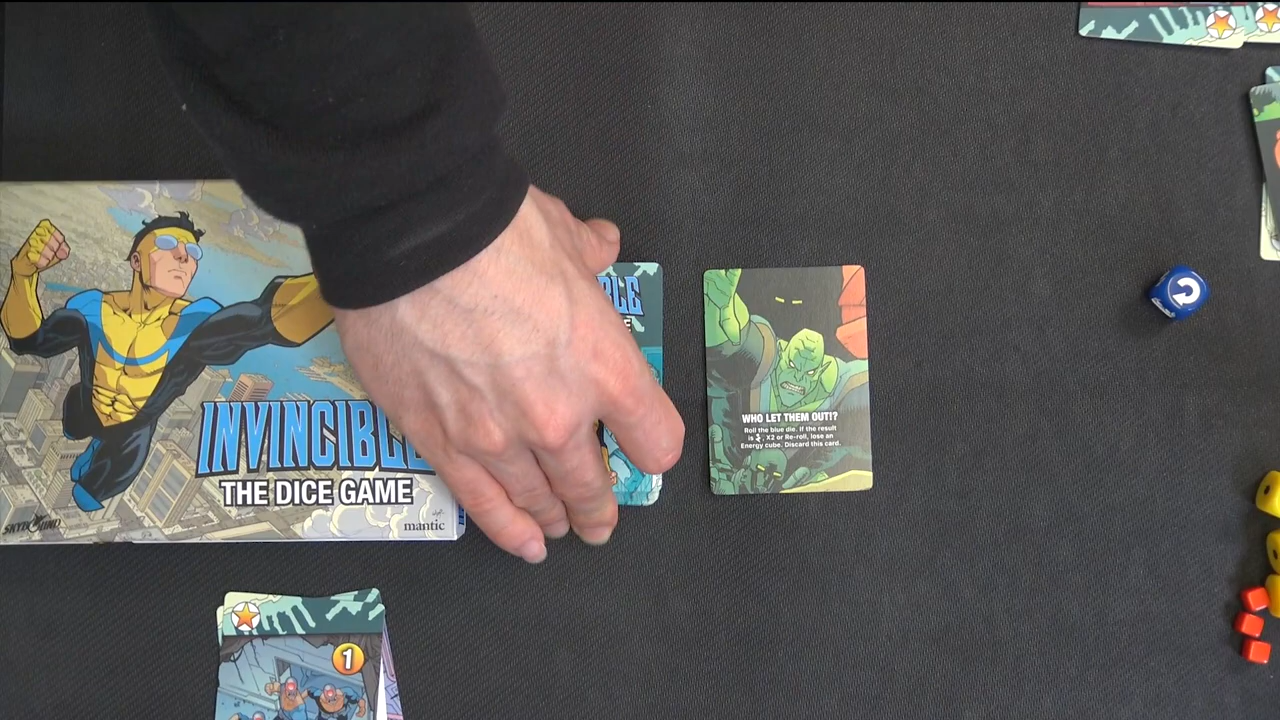 INVINCIBLE
THE DICE GAME
SKYBOUND
mantic
WHO LET THEM OUT!?
Roll the blue die. If the result
is , X2 or Re-roll, lose an
Energy cube. Discard this card.
1